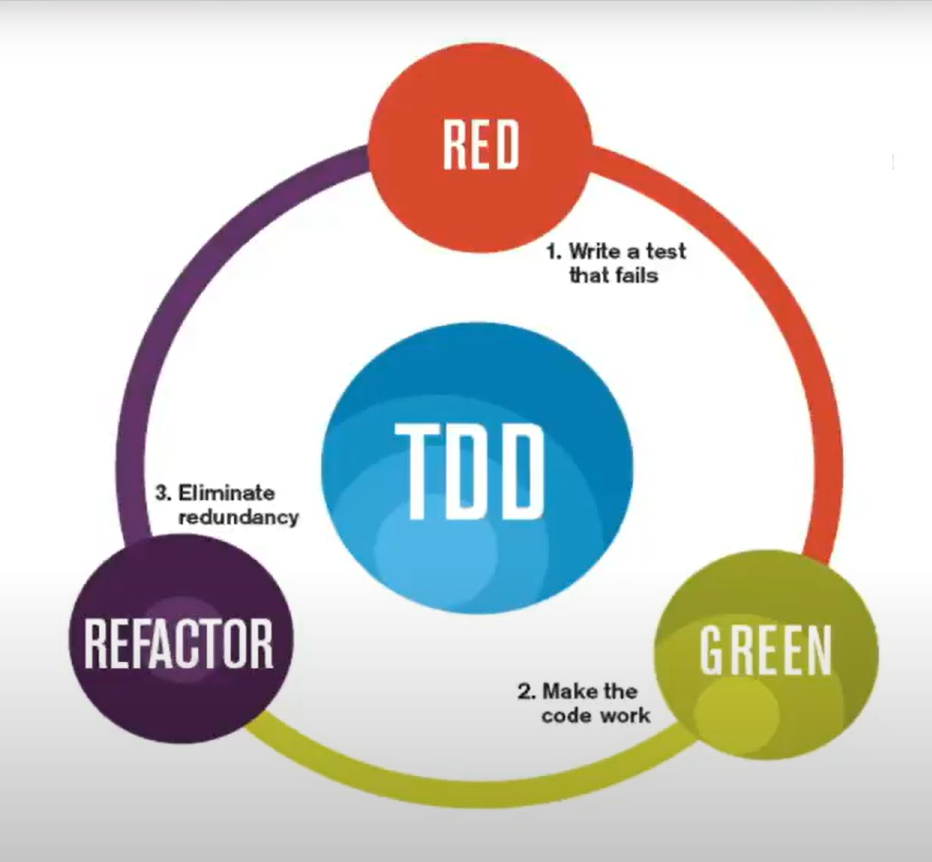 RED
1. Write a test
that fails
TDD
3. Eliminate
redundancy
REFACTOR
GREEN
2. Make the
code work